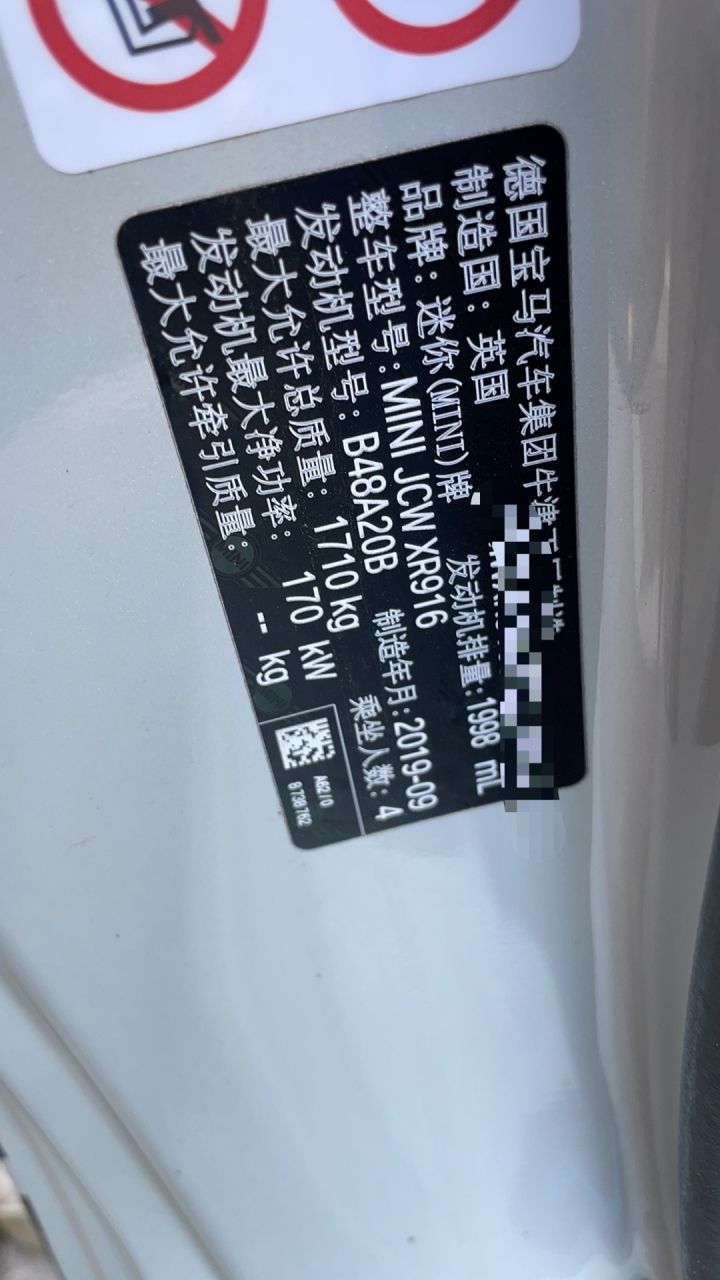 德国宝马汽车集团牛津工厂制造
制造国：英国
品牌：迷你(MINI)牌 发动机排量：1998 mL
整车型号：MINI JCW XR916 制造年月：2019-09
发动机型号：B48A20B 乘坐人数：4
最大允许总质量：1710 kg
发动机最大净功率：170 kW
最大允许牵引质量：-- kg
A62/0
B738762